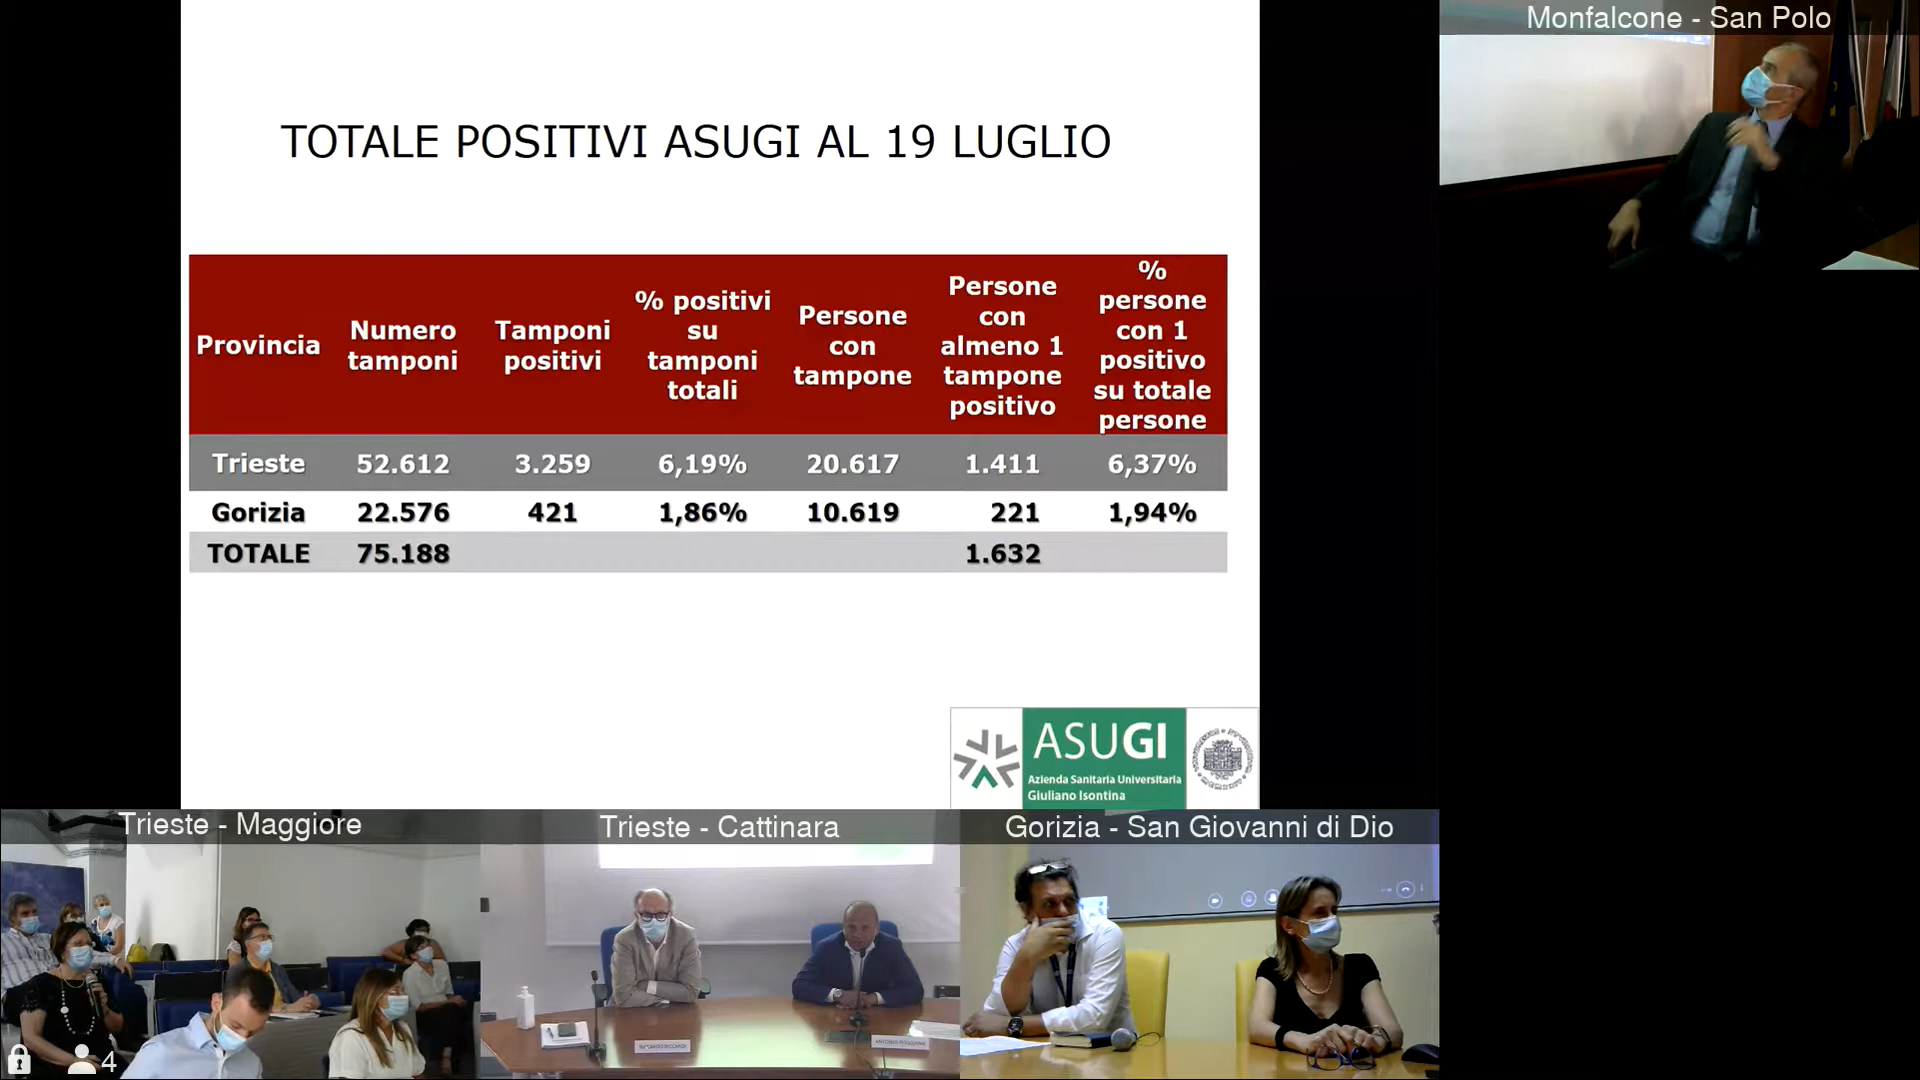 Monfalcone - San Polo
TOTALE POSITIVI ASUGI AL 19 LUGLIO
Provincia
Numero
tamponi
Tamponi
positivi
% positivi
su
tamponi
totali
Persone
con
tampone
Persone
con
almeno 1
tampone
positivo
%
persone
con 1
positivo
su totale
persone
Trieste 52.612 3.259 6,19% 20.617 1.411 6,37%
Gorizia 22.576 421 1,86% 10.619 221 1,94%
TOTALE 75.188 1.632
ASUGI
Azienda Sanitaria Universitaria
Giuliano Isontina
Trieste - Maggiore
Trieste - Cattinara
Gorizia - San Giovanni di Dio
4